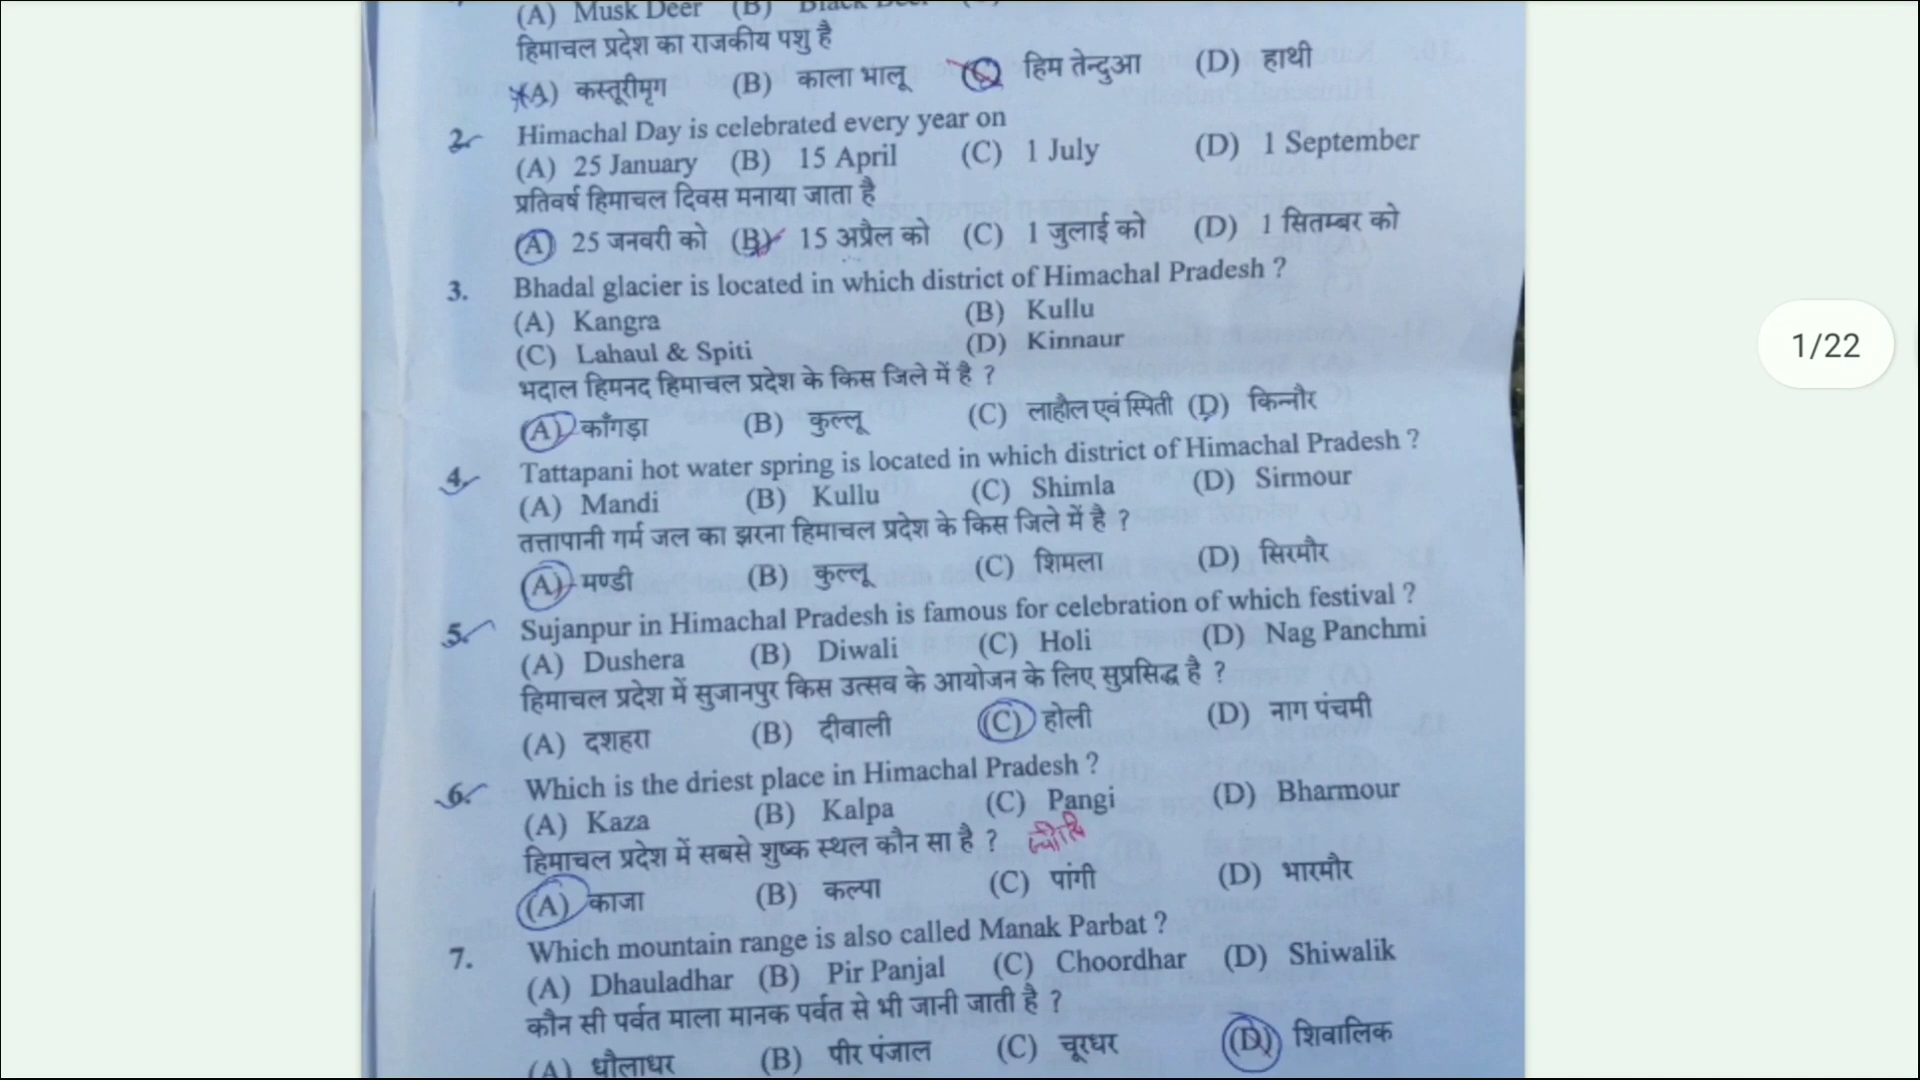 (A) Musk Deer (B)
हिमाचल प्रदेश का राजकीय पशु है
(A) कस्तूरीमृग (B) काला भालू (C) हिम तेन्दुआ (D) हाथी
2. Himachal Day is celebrated every year on
(A) 25 January (B) 15 April (C) 1 July (D) 1 September
प्रतिवर्ष हिमाचल दिवस मनाया जाता है
(A) 25 जनवरी को (B) 15 अप्रैल को (C) 1 जुलाई को (D) 1 सितम्बर को
3. Bhadal glacier is located in which district of Himachal Pradesh ?
(A) Kangra (B) Kullu
(C) Lahaul & Spiti (D) Kinnaur
भदाल हिमनद हिमाचल प्रदेश के किस जिले में है ?
(A) काँगड़ा (B) कुल्लू (C) लाहौल एवं स्पिती (D) किन्नौर
4. Tattapani hot water spring is located in which district of Himachal Pradesh ?
(A) Mandi (B) Kullu (C) Shimla (D) Sirmour
तत्तापानी गर्म जल का झरना हिमाचल प्रदेश के किस जिले में है ?
(A) मण्डी (B) कुल्लू (C) शिमला (D) सिरमौर
5. Sujanpur in Himachal Pradesh is famous for celebration of which festival ?
(A) Dushera (B) Diwali (C) Holi (D) Nag Panchmi
हिमाचल प्रदेश में सुजानपुर किस उत्सव के आयोजन के लिए सुप्रसिद्ध है ?
(A) दशहरा (B) दीवाली (C) होली (D) नाग पंचमी
6. Which is the driest place in Himachal Pradesh ?
(A) Kaza (B) Kalpa (C) Pangi (D) Bharmour
हिमाचल प्रदेश में सबसे शुष्क स्थल कौन सा है ?
(A) काजा (B) कल्पा (C) पांगी (D) भारमौर
7. Which mountain range is also called Manak Parbat ?
(A) Dhauladhar (B) Pir Panjal (C) Choordhar (D) Shiwalik
कौन सी पर्वत माला मानक पर्वत से भी जानी जाती है ?
(A) धौलाधर (B) पीर पंजाल (C) चूरधर (D) शिवालिक
1/22